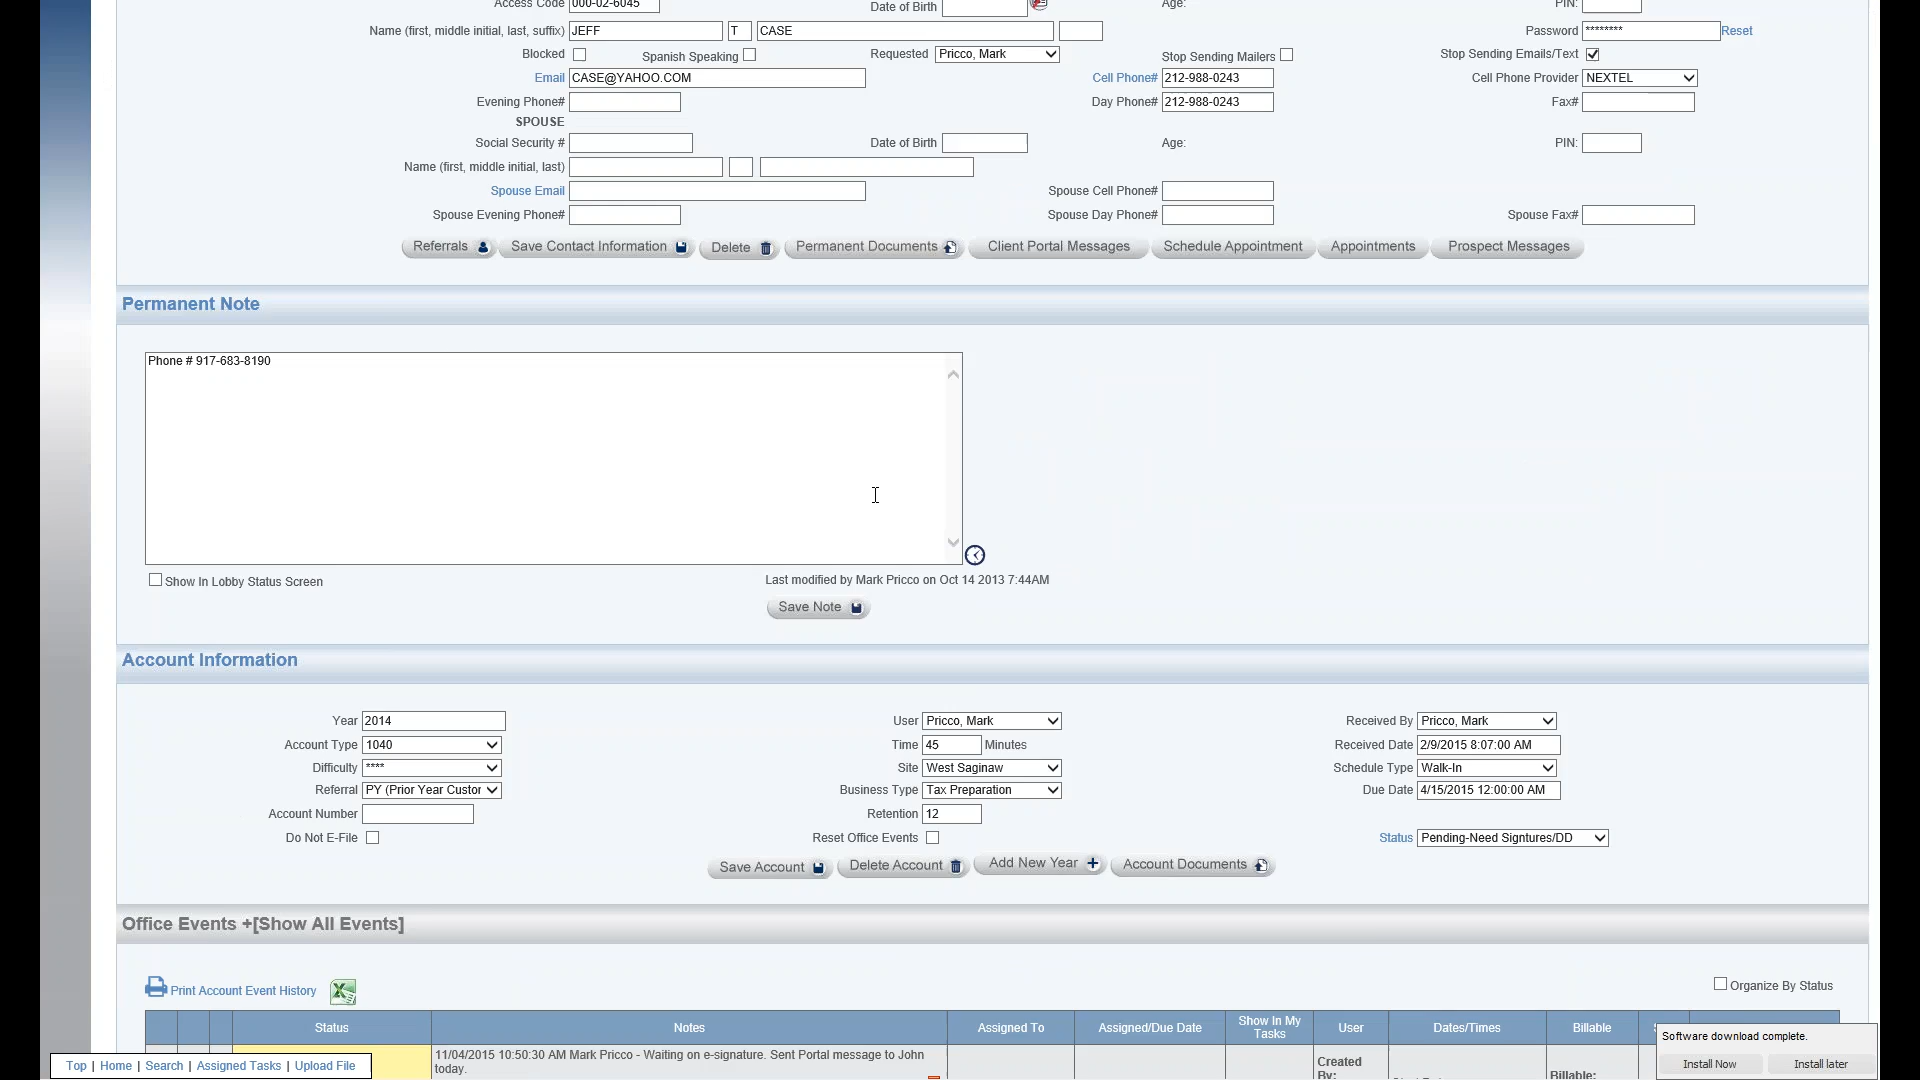 Access Code 000-02-6045 Date of Birth Age: PIN:
Name (first, middle initial, last, suffix) JEFF T CASE Password ******** Reset
Blocked Spanish Speaking Requested Pricco, Mark Stop Sending Mailers Stop Sending Emails/Text
Email CASE@YAHOO.COM Cell Phone# 212-988-0243 Cell Phone Provider NEXTEL
Evening Phone# Day Phone# 212-988-0243 Fax#
SPOUSE
Social Security # Date of Birth Age: PIN:
Name (first, middle initial, last)
Spouse Email Spouse Cell Phone#
Spouse Evening Phone# Spouse Day Phone# Spouse Fax#
Referrals Save Contact Information Delete Permanent Documents Client Portal Messages Schedule Appointment Appointments Prospect Messages
Permanent Note
Phone # 917-683-8190
Show In Lobby Status Screen Last modified by Mark Pricco on Oct 14 2013 7:44AM
Save Note
Account Information
Year 2014 User Pricco, Mark Received By Pricco, Mark
Account Type 1040 Time 45 Minutes Received Date 2/9/2015 8:07:00 AM
Difficulty **** Site West Saginaw Schedule Type Walk-In
Referral PY (Prior Year Custor Business Type Tax Preparation Due Date 4/15/2015 12:00:00 AM
Account Number Retention 12
Do Not E-File Reset Office Events Status Pending-Need Signtures/DD
Save Account Delete Account Add New Year Account Documents
Office Events +[Show All Events]
Print Account Event History Organize By Status
Status Notes Assigned To Assigned/Due Date Show In My Tasks User Dates/Times Billable
11/04/2015 10:50:30 AM Mark Pricco - Waiting on e-signature. Sent Portal message to John
today.
Created
By:
Billable:
Software download complete.
Install Now Install later
Top | Home | Search | Assigned Tasks | Upload File